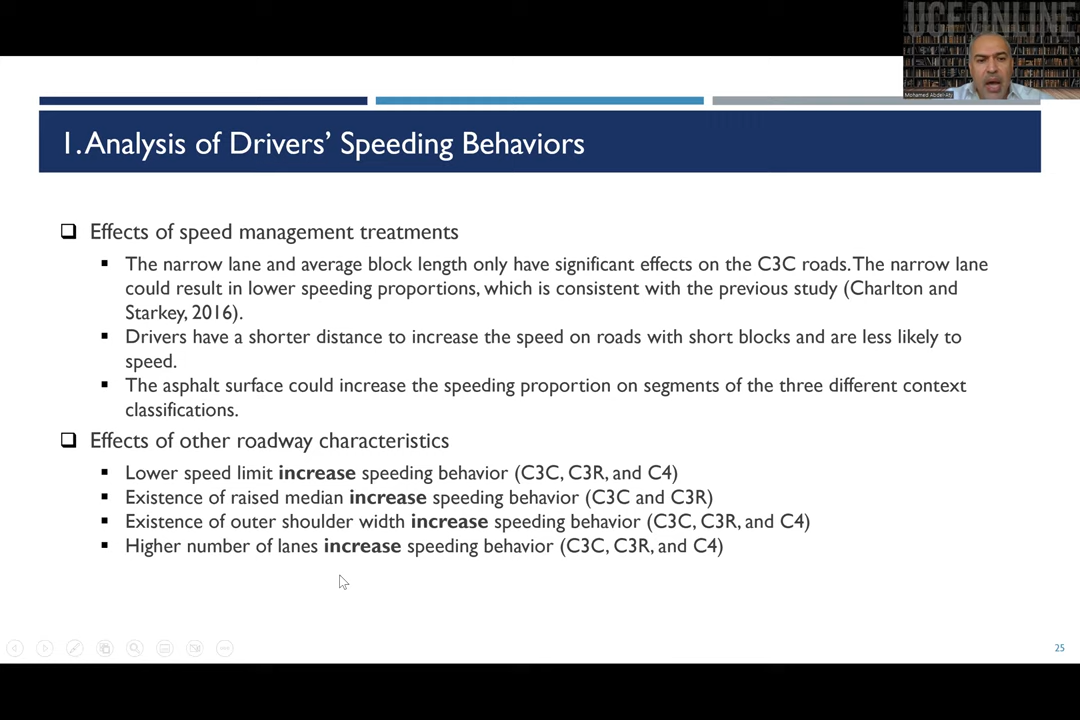 UCF ONLINE
Mohamed Abdel-Aty
1. Analysis of Drivers’ Speeding Behaviors
❑ Effects of speed management treatments
▪ The narrow lane and average block length only have significant effects on the C3C roads. The narrow lane
could result in lower speeding proportions, which is consistent with the previous study (Charlton and
Starkey, 2016).
▪ Drivers have a shorter distance to increase the speed on roads with short blocks and are less likely to
speed.
▪ The asphalt surface could increase the speeding proportion on segments of the three different context
classifications.
❑ Effects of other roadway characteristics
▪ Lower speed limit increase speeding behavior (C3C, C3R, and C4)
▪ Existence of raised median increase speeding behavior (C3C and C3R)
▪ Existence of outer shoulder width increase speeding behavior (C3C, C3R, and C4)
▪ Higher number of lanes increase speeding behavior (C3C, C3R, and C4)
25